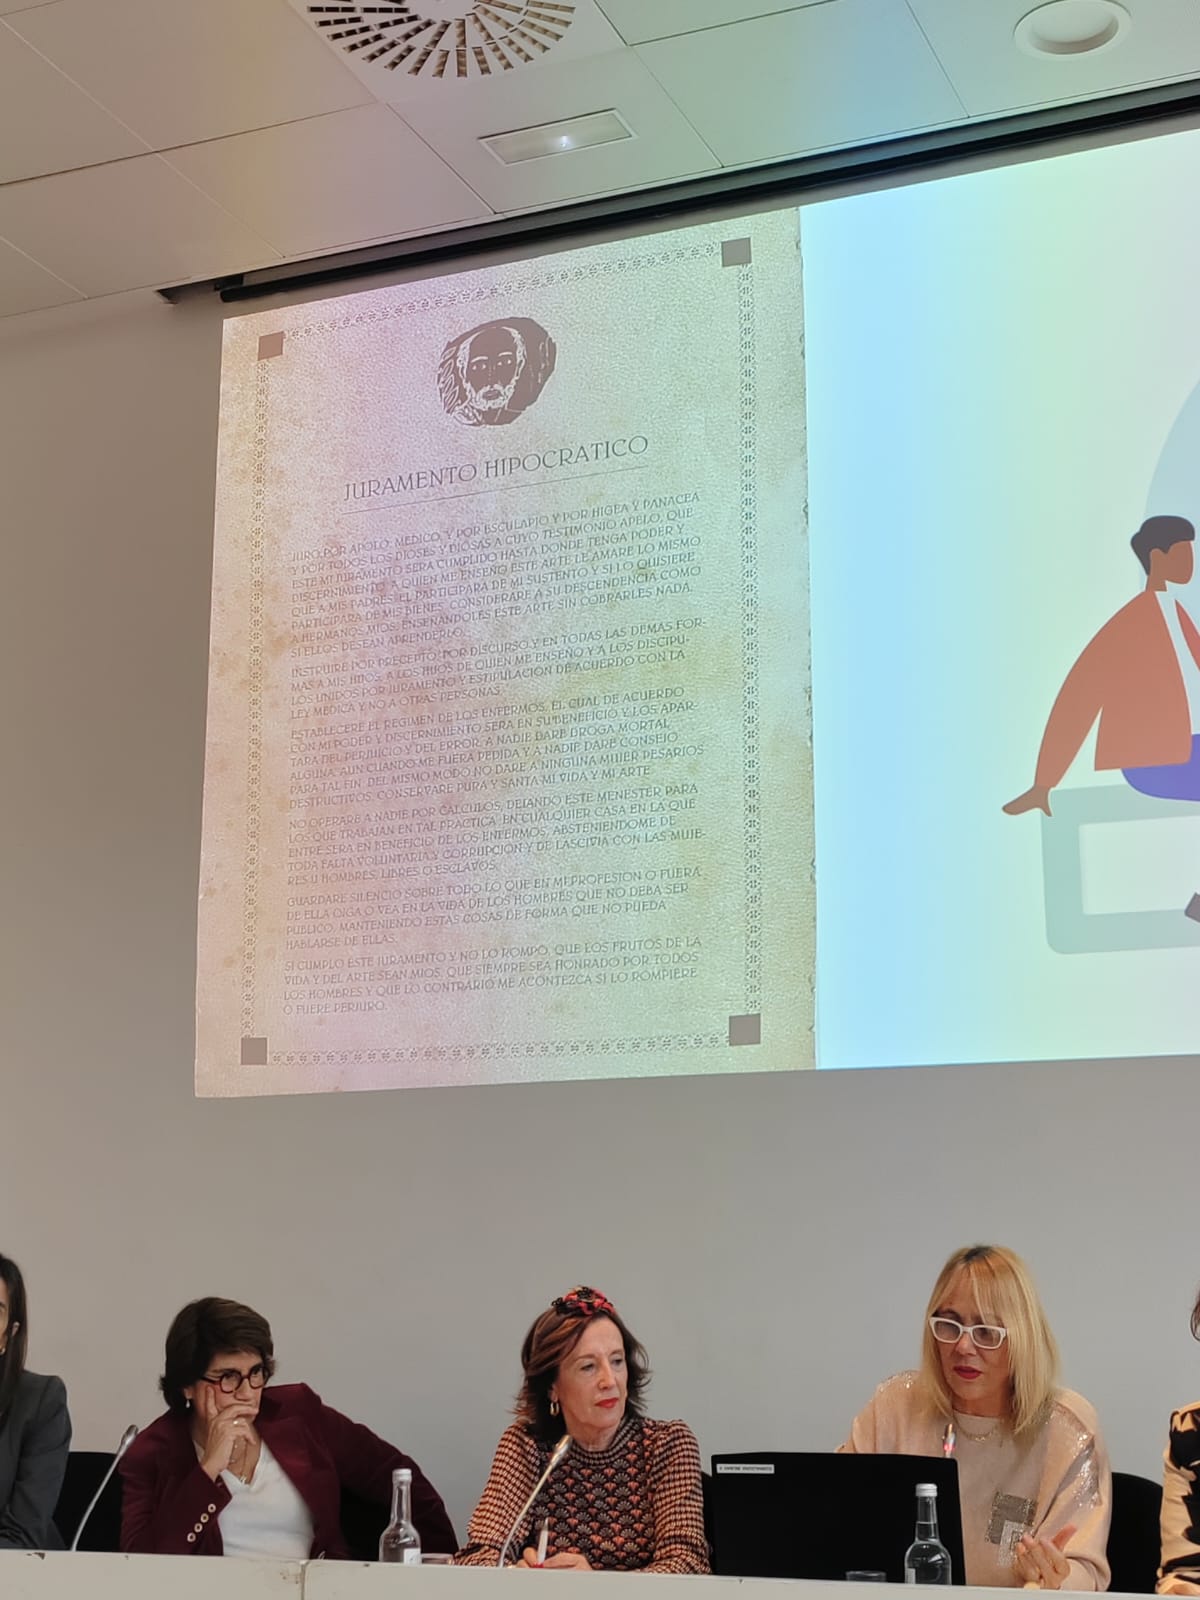 JURAMENTO HIPOCRATICO
JURO POR APOLO, MEDICO, Y POR ESCULAPIO Y POR HIGEA Y PANACEA
Y POR TODOS LOS DIOSES Y DIOSAS A CUYO TESTIMONIO APELO, QUE
ESTE MI JURAMENTO SERA CUMPLIDO HASTA DONDE TENGA PODER Y
DISCERNIMIENTO. A QUIEN ME ENSEÑO ESTE ARTE LE AMARE LO MISMO
QUE A MIS PADRES, EL PARTICIPARA DE MI SUSTENTO Y SI LO QUISIERE
PARTICIPARA DE MIS BIENES. CONSIDERARE A SU DESCENDENCIA COMO
A HERMANOS MIOS, ENSEÑANDOLES ESTE ARTE SIN COBRARLES NADA,
SI ELLOS DESEAN APRENDERLO.
INSTRUIRE POR PRECEPTO, POR DISCURSO Y EN TODAS LAS DEMAS FOR-
MAS A MIS HIJOS, A LOS HIJOS DE QUIEN ME ENSEÑO Y A LOS DISCIPU-
LOS UNIDOS POR JURAMENTO Y ESTIPULACION DE ACUERDO CON LA
LEY MEDICA Y NO A OTRAS PERSONAS.
ESTABLECERE EL REGIMEN DE LOS ENFERMOS, EL CUAL DE ACUERDO
CON MI PODER Y DISCERNIMIENTO SERA EN SU BENEFICIO Y LOS APAR-
TARA DEL PERJUICIO Y DEL ERROR. A NADIE DARE DROGA MORTAL
ALGUNA, AUN CUANDO ME FUERA PEDIDA Y A NADIE DARE CONSEJO
PARA TAL FIN. DEL MISMO MODO NO DARE A NINGUNA MUJER PESARIOS
DESTRUCTIVOS. CONSERVARE PURA Y SANTA MI VIDA Y MI ARTE
NO OPERARE A NADIE POR CALCULOS, DEJANDO ESTE MENESTER PARA
LOS QUE TRABAJAN EN TAL PRACTICA. EN CUALQUIER CASA EN LA QUE
ENTRE SERA EN BENEFICIO DE LOS ENFERMOS, ABSTENIENDOME DE
TODA FALTA VOLUNTARIA Y CORRUPCION Y DE LASCIVIA CON LAS MUJE-
RES U HOMBRES, LIBRES O ESCLAVOS.
GUARDARE SILENCIO SOBRE TODO LO QUE EN MI PROFESION O FUERA
DE ELLA OIGA O VEA EN LA VIDA DE LOS HOMBRES QUE NO DEBA SER
PUBLICO, MANTENIENDO ESTAS COSAS DE FORMA QUE NO PUEDA
HABLARSE DE ELLAS.
SI CUMPLO ESTE JURAMENTO Y NO LO ROMPO, QUE LOS FRUTOS DE LA
VIDA Y DEL ARTE SEAN MIOS, QUE SIEMPRE SEA HONRADO POR TODOS
LOS HOMBRES Y QUE LO CONTRARIO ME ACONTEZCA SI LO ROMPIERE
O FUERE PERJURO.